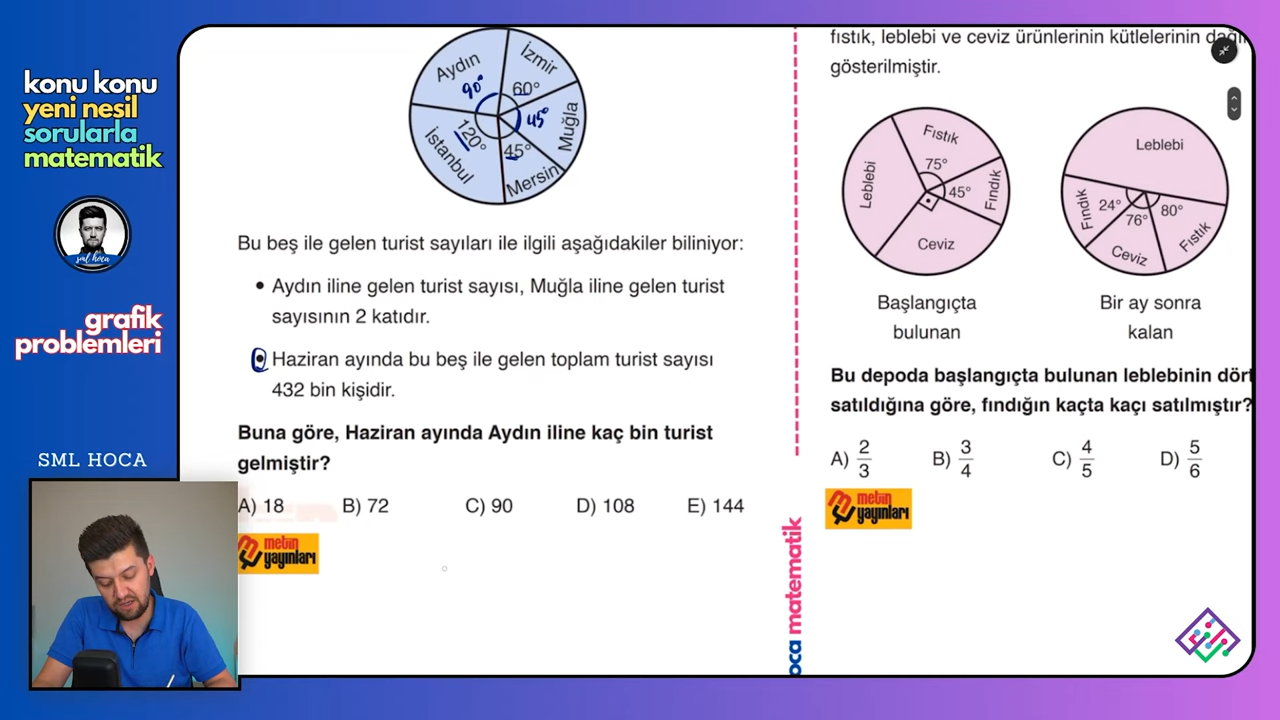 konu konu
yeni nesil
sorularla
matematik
sml hoca
grafik
problemleri
SML HOCA
Aydın
90°
İzmir
60°
Muğla
45°
120°
İstanbul
45°
Mersin
Bu beş ile gelen turist sayıları ile ilgili aşağıdakiler biliniyor:
• Aydın iline gelen turist sayısı, Muğla iline gelen turist
sayısının 2 katıdır.
• Haziran ayında bu beş ile gelen toplam turist sayısı
432 bin kişidir.
Buna göre, Haziran ayında Aydın iline kaç bin turist
gelmiştir?
A) 18 B) 72 C) 90 D) 108 E) 144
metin
yayınları
oca matematik
fıstık, leblebi ve ceviz ürünlerinin kütlelerinin dağı
gösterilmiştir.
Leblebi
Fıstık
75°
45°
Fındık
Ceviz
Başlangıçta
bulunan
Leblebi
Fındık
24°
76°
80°
Ceviz
Fıstık
Bir ay sonra
kalan
Bu depoda başlangıçta bulunan leblebinin dört
satıldığına göre, fındığın kaçta kaçı satılmıştır?
A) 2/3 B) 3/4 C) 4/5 D) 5/6
metin
yayınları